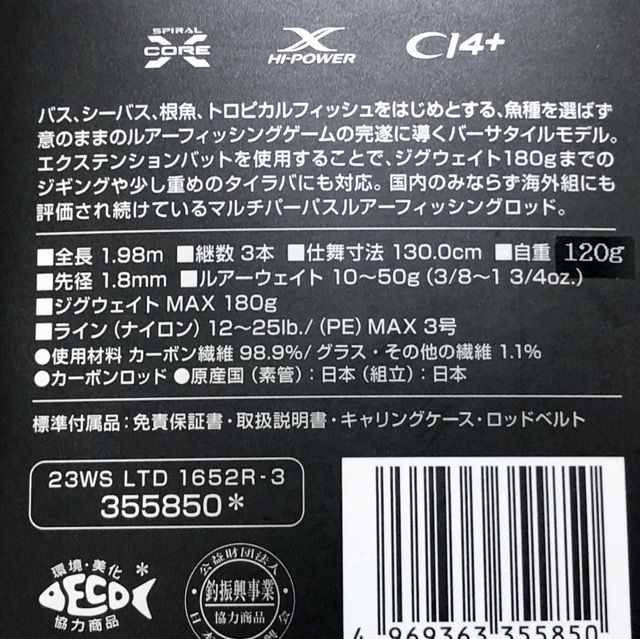 SPIRAL
X
CORE
X
HI-POWER
CI4+
バス、シーバス、根魚、トロピカルフィッシュをはじめとする、魚種を選ばず
意のままのルアーフィッシングゲームの完遂に導くバーサタイルモデル。
エクステンションバットを使用することで、ジグウェイト180gまでの
ジギングや少し重めのタイラバにも対応。国内のみならず海外組にも
評価され続けているマルチパーパスルアーフィッシングロッド。
■全長 1.98m ■継数 3本 ■仕舞寸法 130.0cm ■自重 120g
■先径 1.8mm ■ルアーウェイト 10〜50g (3/8〜1 3/4oz.)
■ジグウェイト MAX 180g
■ライン (ナイロン) 12〜25lb./ (PE) MAX 3号
●使用材料 カーボン繊維 98.9%/ グラス・その他の繊維 1.1%
●カーボンロッド ●原産国 (素管) : 日本 (組立) : 日本
標準付属品:免責保証書・取扱説明書・キャリングケース・ロッドベルト
23WS LTD 1652R-3
355850*
環境・美化*
ECO
協力商品
公益財団法人
釣振興事業
協力商品
4 969363 355850